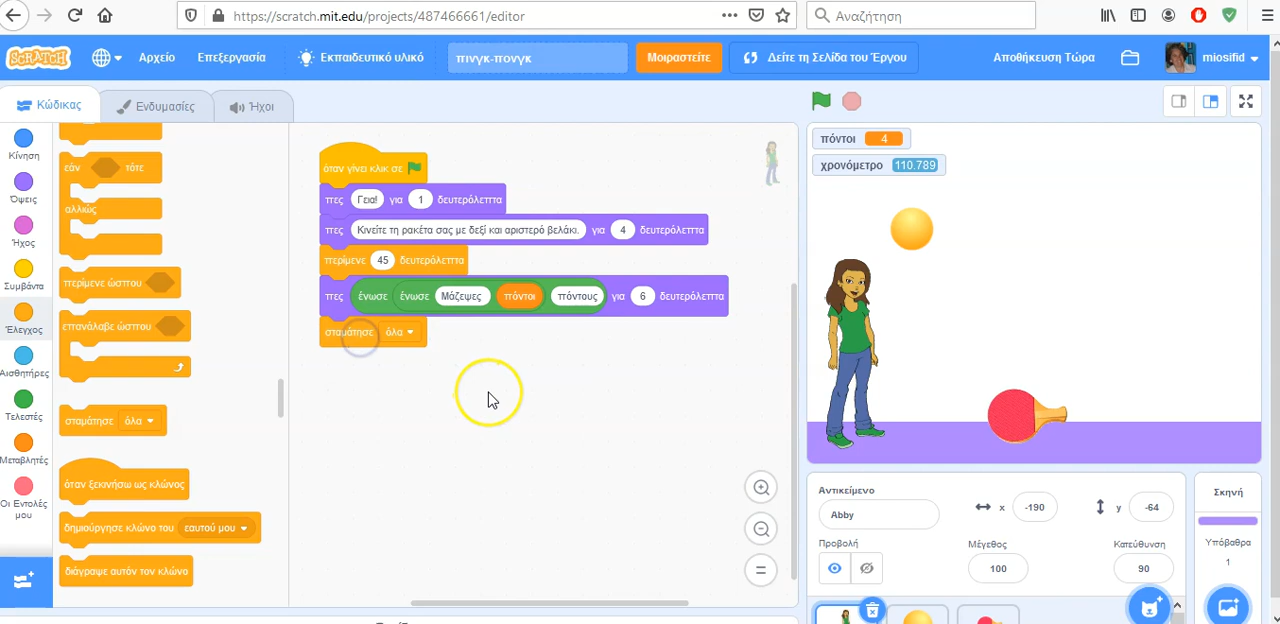 https://scratch.mit.edu/projects/487466661/editor
Αναζήτηση
SCRATCH
Αρχείο
Επεξεργασία
Εκπαιδευτικό υλικό
πινγκ-πονγκ
Μοιραστείτε
Δείτε τη Σελίδα του Έργου
Αποθήκευση Τώρα
miosifid
Κώδικας
Ενδυμασίες
Ήχοι
Κίνηση
Όψεις
Ήχος
Συμβάντα
Έλεγχος
Αισθητήρες
Τελεστές
Μεταβλητές
Οι Εντολές
μου
εάν τότε
αλλιώς
περίμενε ώσπου
επανάλαβε ώσπου
σταμάτησε όλα
όταν ξεκινήσω ως κλώνος
δημιούργησε κλώνο του εαυτού μου
διάγραψε αυτόν τον κλώνο
όταν γίνει κλικ σε
πες Γεια! για 1 δευτερόλεπτα
πες Κινείτε τη ρακέτα σας με δεξί και αριστερό βελάκι. για 4 δευτερόλεπτα
περίμενε 45 δευτερόλεπτα
πες ένωσε ένωσε Μάζεψες πόντοι πόντους για 6 δευτερόλεπτα
σταμάτησε όλα
πόντοι 4
χρονόμετρο 110.789
Αντικείμενο
Abby
x -190
y -64
Προβολή
Μέγεθος
100
Κατεύθυνση
90
Σκηνή
Υπόβαθρα
1